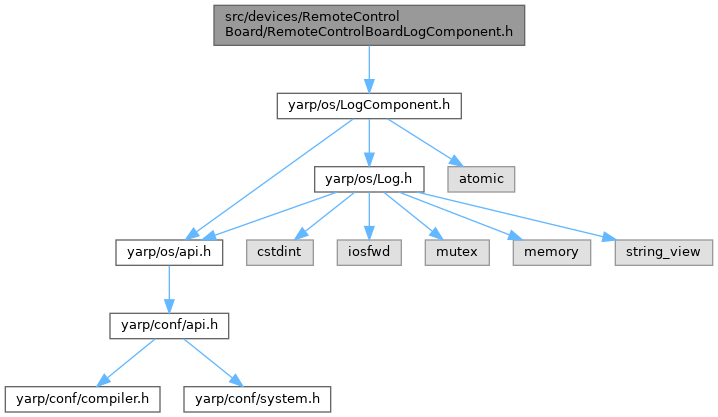 src/devices/RemoteControl
Board/RemoteControlBoardLogComponent.h
yarp/os/LogComponent.h
yarp/os/Log.h
atomic
yarp/os/api.h
cstdint
iosfwd
mutex
memory
string_view
yarp/conf/api.h
yarp/conf/compiler.h
yarp/conf/system.h